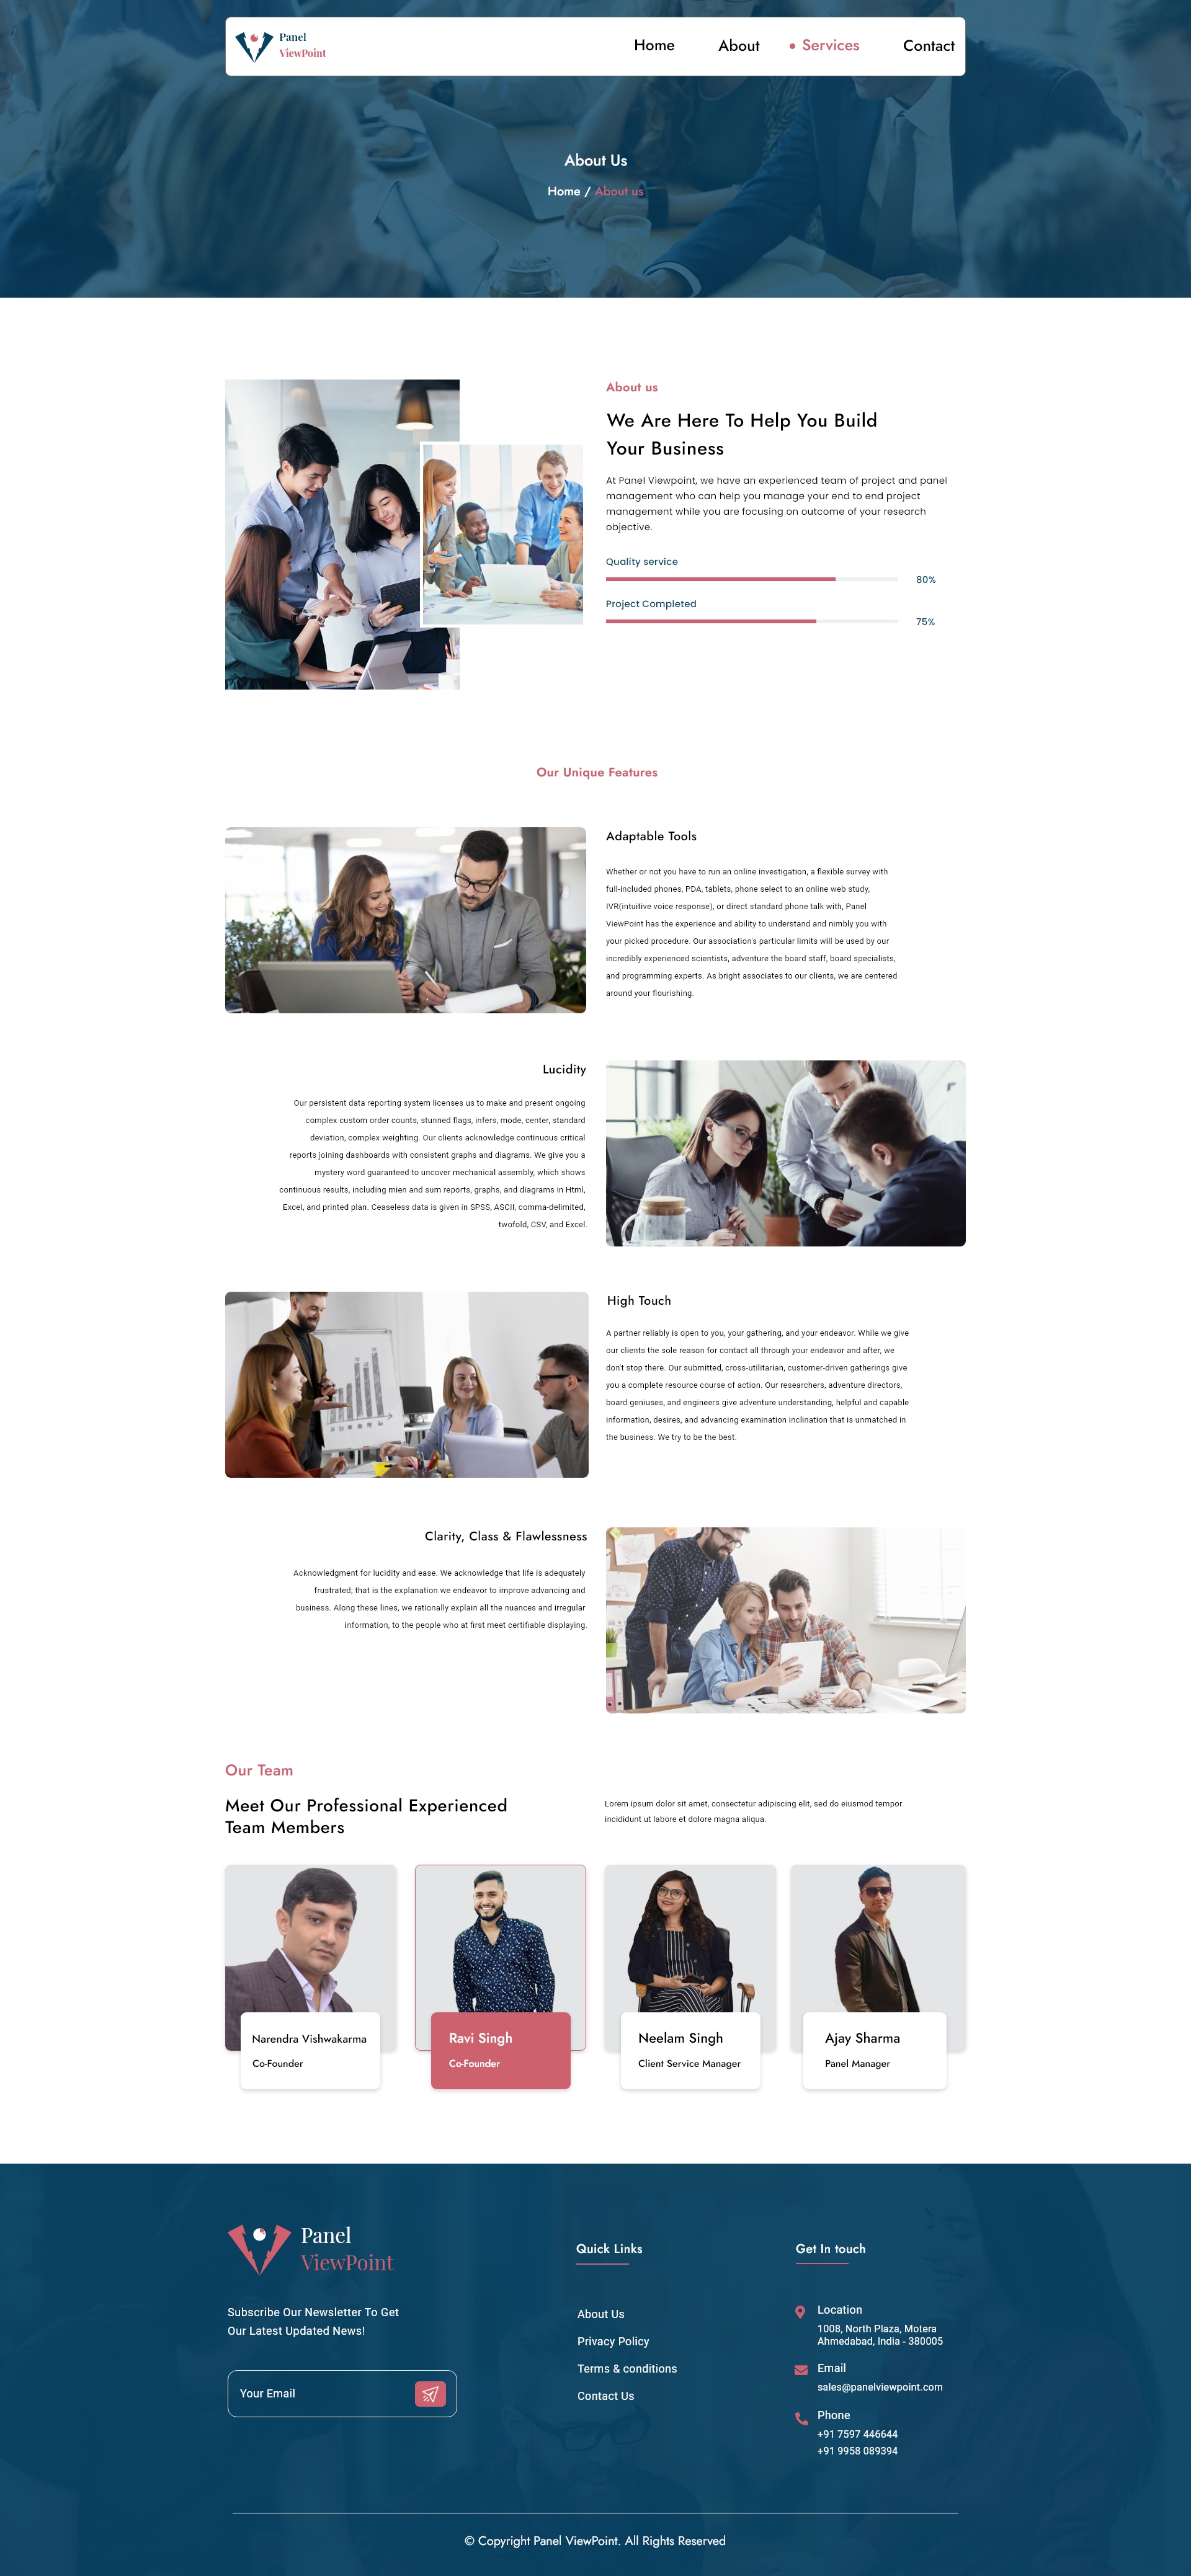 Panel
ViewPoint
Home
About
Services
Contact
About Us
Home / About us
About us
We Are Here To Help You Build
Your Business
At Panel Viewpoint, we have an experienced team of project and panel
management who can help you manage your end to end project
management while you are focusing on outcome of your research
objective.
Quality service
80%
Project Completed
75%
Our Unique Features
Adaptable Tools
Whether or not you have to run an online investigation, a flexible survey with
full-included phones, PDA, tablets, phone select to an online web study,
IVR(intuitive voice response), or direct standard phone talk with, Panel
ViewPoint has the experience and ability to understand and nimbly you with
your picked procedure. Our association's particular limits will be used by our
incredibly experienced scientists, adventure the board staff, board specialists,
and programming experts. As bright associates to our clients, we are centered
around your flourishing.
Lucidity
Our persistent data reporting system licenses us to make and present ongoing
complex custom order counts, stunned flags, infers, mode, center, standard
deviation, complex weighting. Our clients acknowledge continuous critical
reports joining dashboards with consistent graphs and diagrams. We give you a
mystery word guaranteed to uncover mechanical assembly, which shows
continuous results, including mien and sum reports, graphs, and diagrams in Html,
Excel, and printed plan. Ceaseless data is given in SPSS, ASCII, comma-delimited,
twofold, CSV, and Excel.
High Touch
A partner reliably is open to you, your gathering, and your endeavor. While we give
our clients the sole reason for contact all through your endeavor and after, we
don't stop there. Our submitted, cross-utilitarian, customer-driven gatherings give
you a complete resource course of action. Our researchers, adventure directors,
board geniuses, and engineers give adventure understanding, helpful and capable
information, desires, and advancing examination inclination that is unmatched in
the business. We try to be the best.
Clarity, Class & Flawlessness
Acknowledgment for lucidity and ease. We acknowledge that life is adequately
frustrated; that is the explanation we endeavor to improve advancing and
business. Along these lines, we rationally explain all the nuances and irregular
information, to the people who at first meet certifiable displaying.
Our Team
Meet Our Professional Experienced
Team Members
Lorem ipsum dolor sit amet, consectetur adipiscing elit, sed do eiusmod tempor
incididunt ut labore et dolore magna aliqua.
Narendra Vishwakarma
Co-Founder
Ravi Singh
Co-Founder
Neelam Singh
Client Service Manager
Ajay Sharma
Panel Manager
Panel
ViewPoint
Subscribe Our Newsletter To Get
Our Latest Updated News!
Your Email
Quick Links
About Us
Privacy Policy
Terms & conditions
Contact Us
Get In touch
Location
1008, North Plaza, Motera
Ahmedabad, India - 380005
Email
sales@panelviewpoint.com
Phone
+91 7597 446644
+91 9958 089394
© Copyright Panel ViewPoint. All Rights Reserved